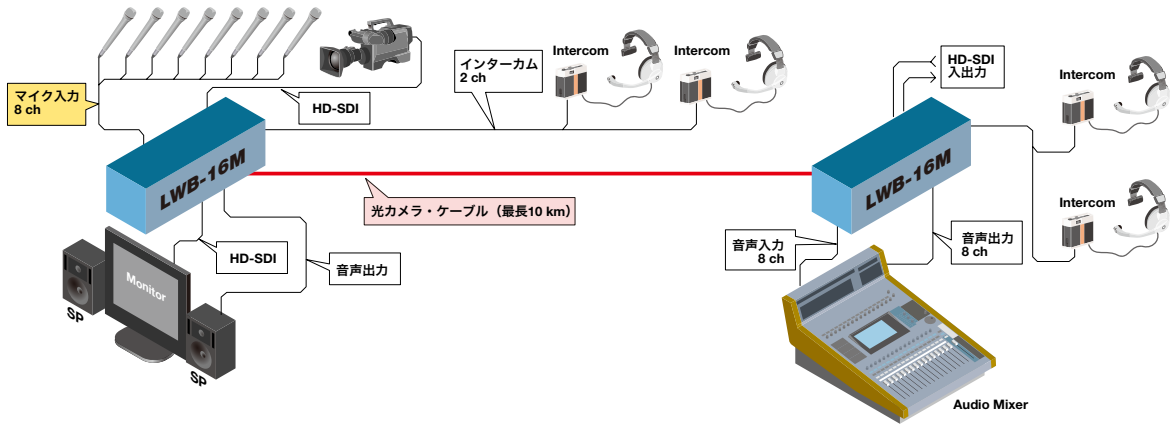 マイク入力
8 ch
HD-SDI
インターカム
2 ch
Intercom
Intercom
HD-SDI
入出力
Intercom
LWB-16M
LWB-16M
光カメラ・ケーブル（最長10 km）
Intercom
HD-SDI
音声出力
音声入力
8 ch
音声出力
8 ch
Monitor
SP
SP
Audio Mixer